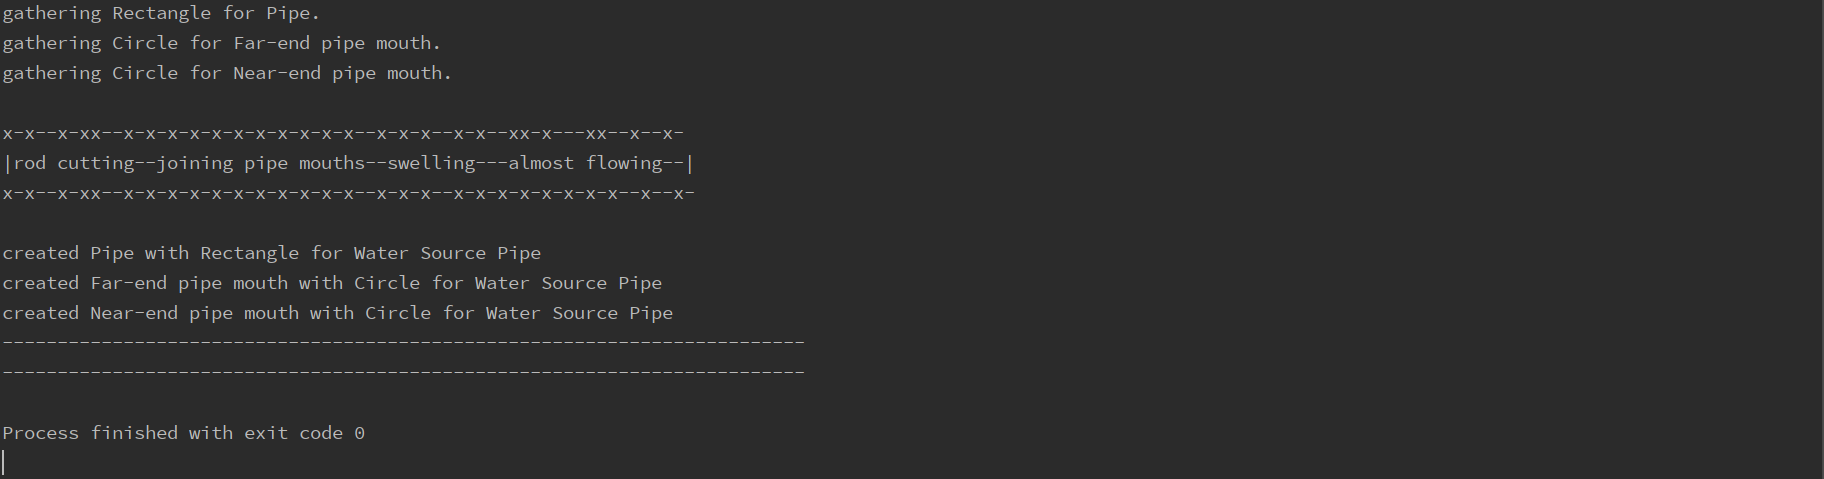 gathering Rectangle for Pipe.
gathering Circle for Far-end pipe mouth.
gathering Circle for Near-end pipe mouth.
x-x--x-xx--x-x-x-x-x-x-x-x-x-x-x--x-x-x--x-x--xx-x---xx--x--x-
|rod cutting--joining pipe mouths--swelling---almost flowing--|
x-x--x-xx--x-x-x-x-x-x-x-x-x-x-x--x-x-x--x-x-x-x-x-x-x-x--x--x-
created Pipe with Rectangle for Water Source Pipe
created Far-end pipe mouth with Circle for Water Source Pipe
created Near-end pipe mouth with Circle for Water Source Pipe
-------------------------------------------------------------------------
-------------------------------------------------------------------------
Process finished with exit code 0